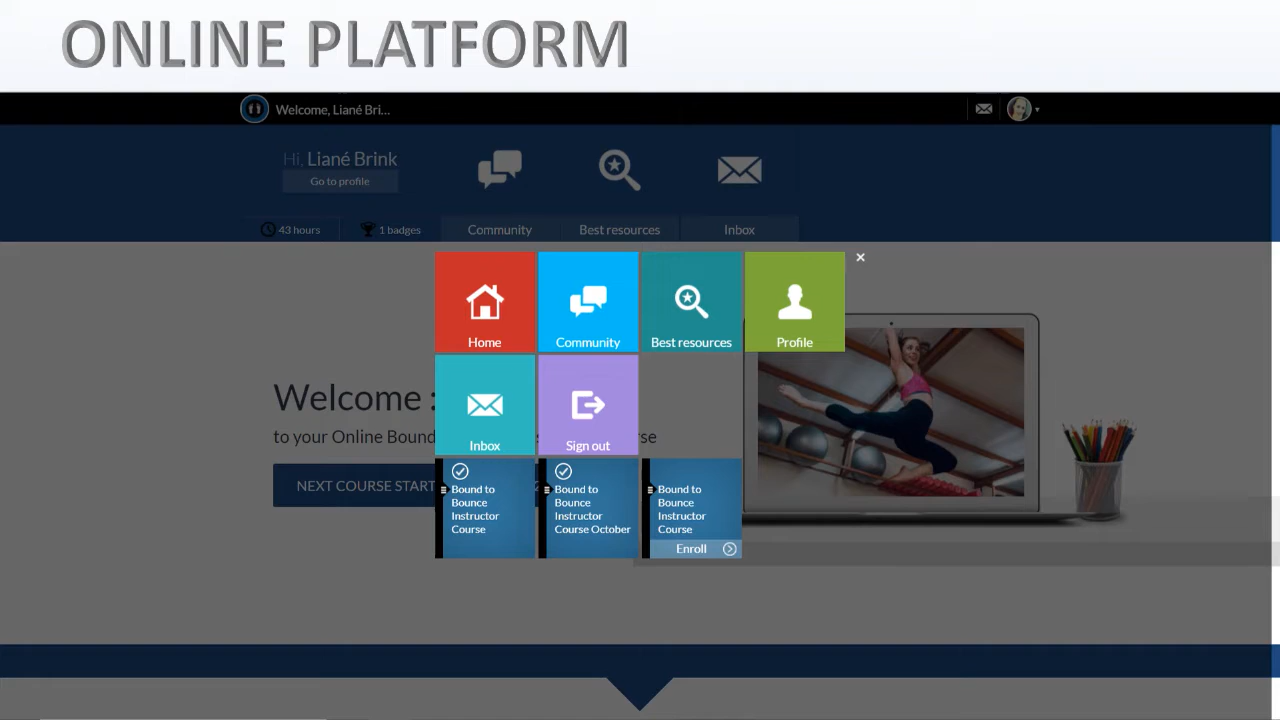 ONLINE PLATFORM
Welcome, Liané Bri...
Hi, Liané Brink
Go to profile
43 hours
1 badges
Community
Best resources
Inbox
Home
Community
Best resources
Profile
Welcome :
to your Online Bound
se
Inbox
Sign out
NEXT COURSE START
Bound to
Bounce
Instructor
Course
Bound to
Bounce
Instructor
Course October
Bound to
Bounce
Instructor
Course
Enroll